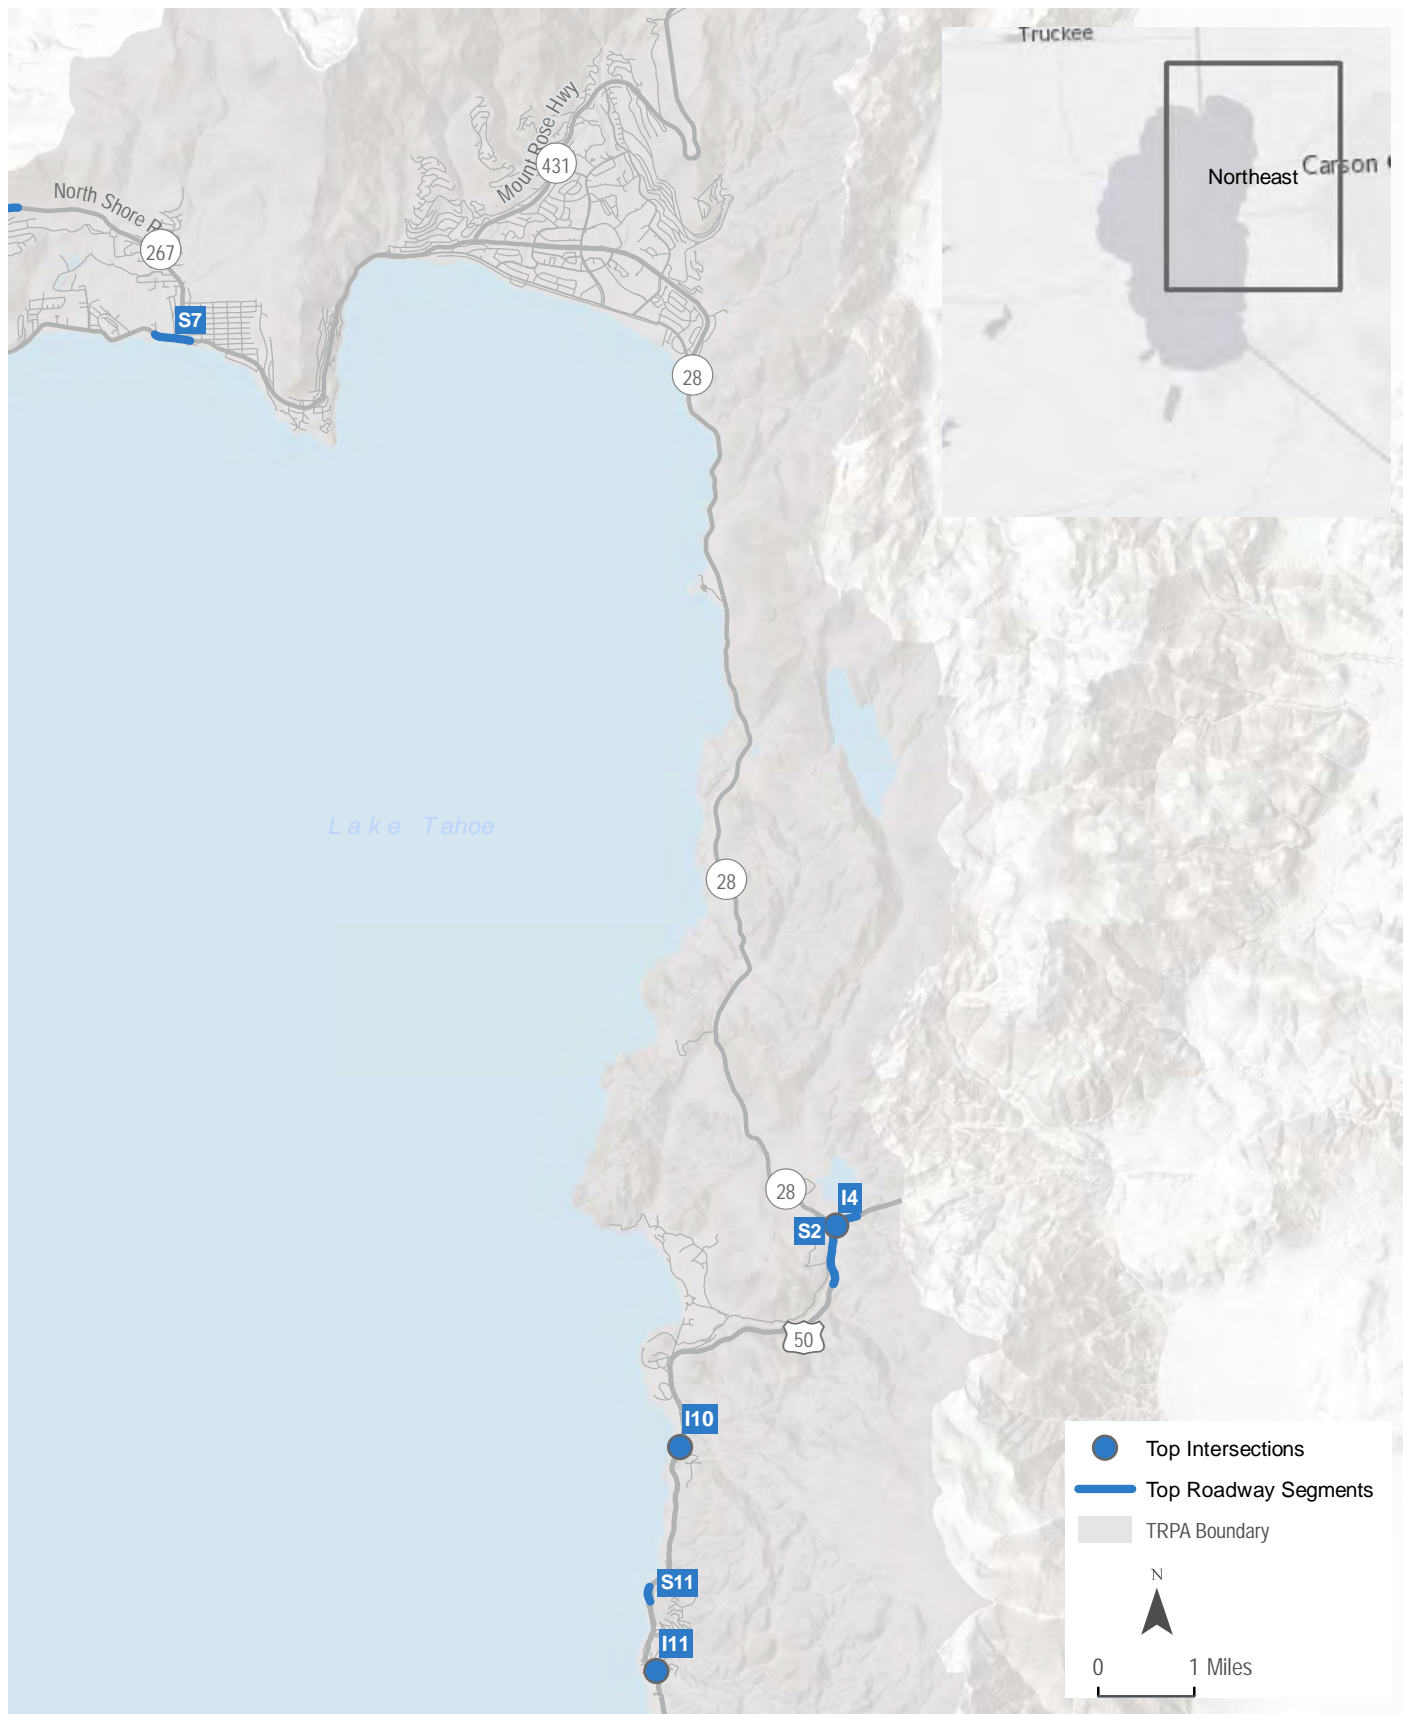 Truckee
Northeast
Carson
Mount Rose Hwy
431
North Shore R
267
S7
28
Lake Tahoe
28
28
I4
S2
50
I10
S11
I11
Top Intersections
Top Roadway Segments
TRPA Boundary
N
0 1 Miles